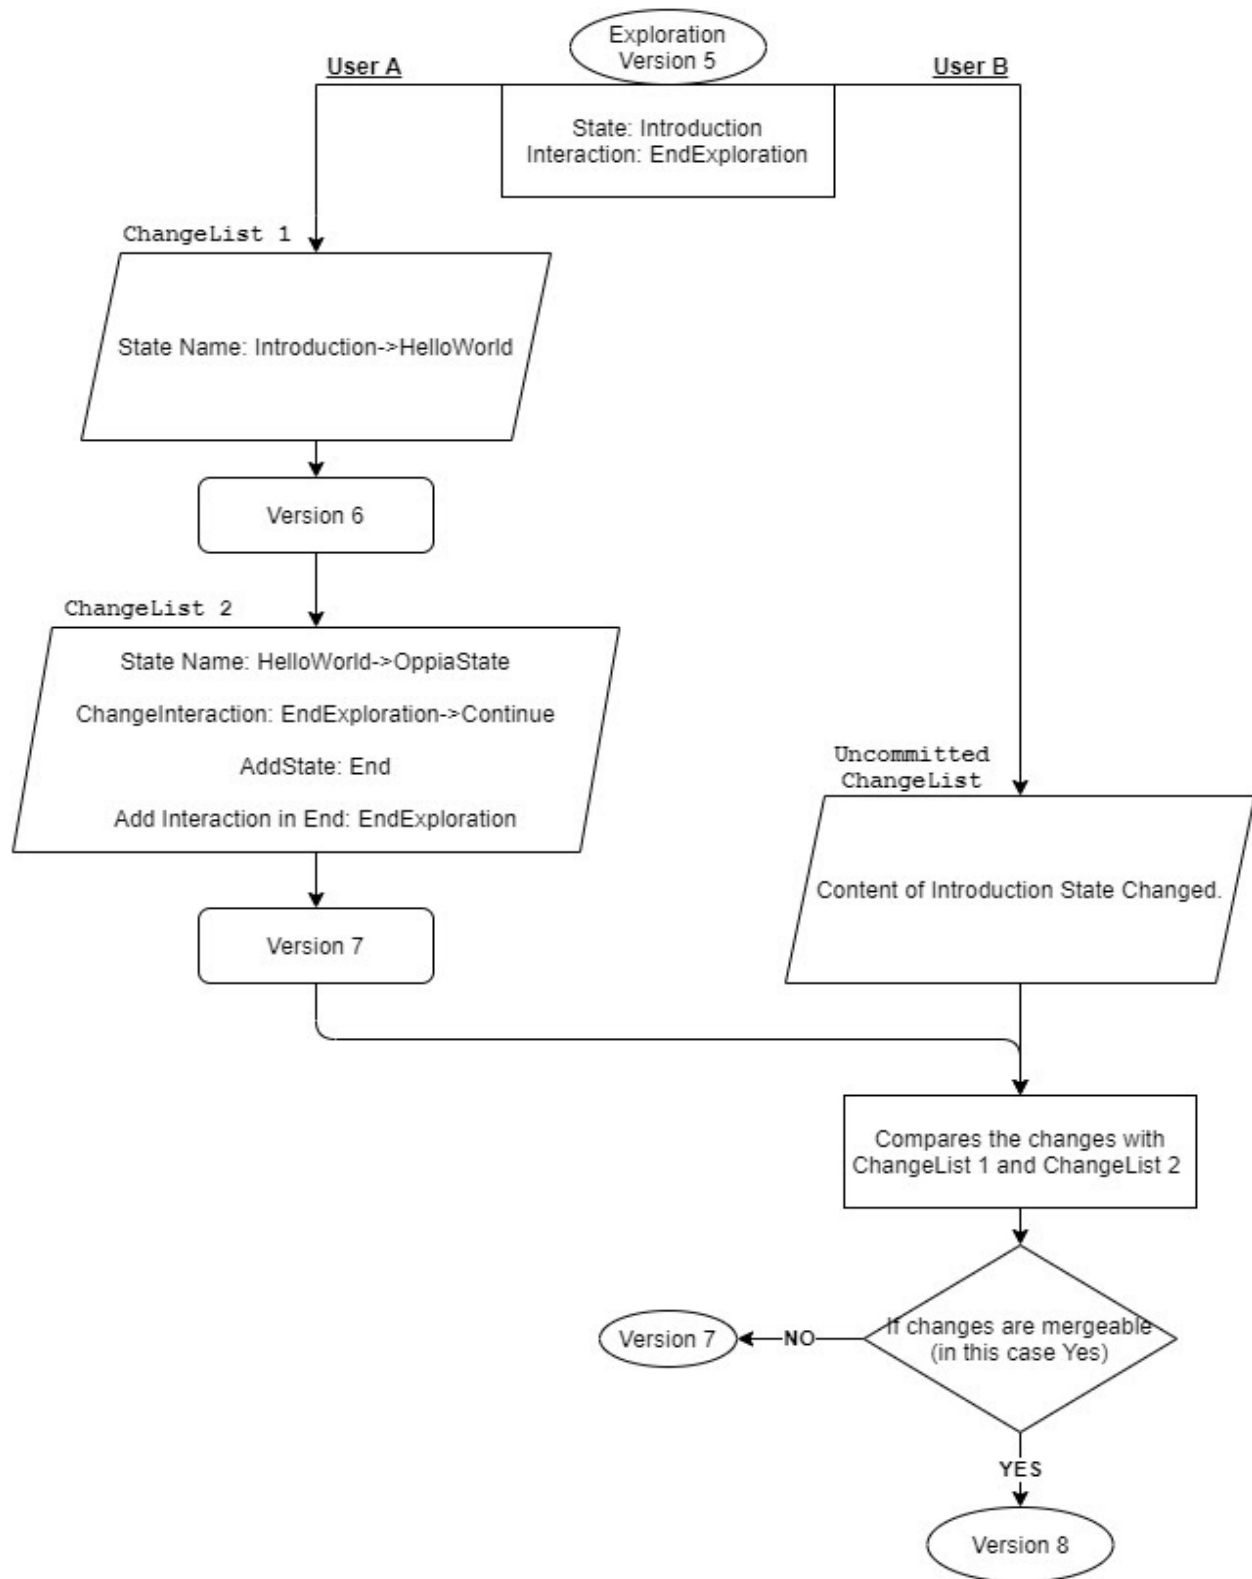 Exploration
Version 5
User A
User B
State: Introduction
Interaction: EndExploration
ChangeList 1
State Name: Introduction->HelloWorld
Version 6
ChangeList 2
State Name: HelloWorld->OppiaState
ChangeInteraction: EndExploration->Continue
AddState: End
Add Interaction in End: EndExploration
Uncommitted
ChangeList
Content of Introduction State Changed.
Version 7
Compares the changes with
ChangeList 1 and ChangeList 2
If changes are mergeable
(in this case Yes)
NO
Version 7
YES
Version 8